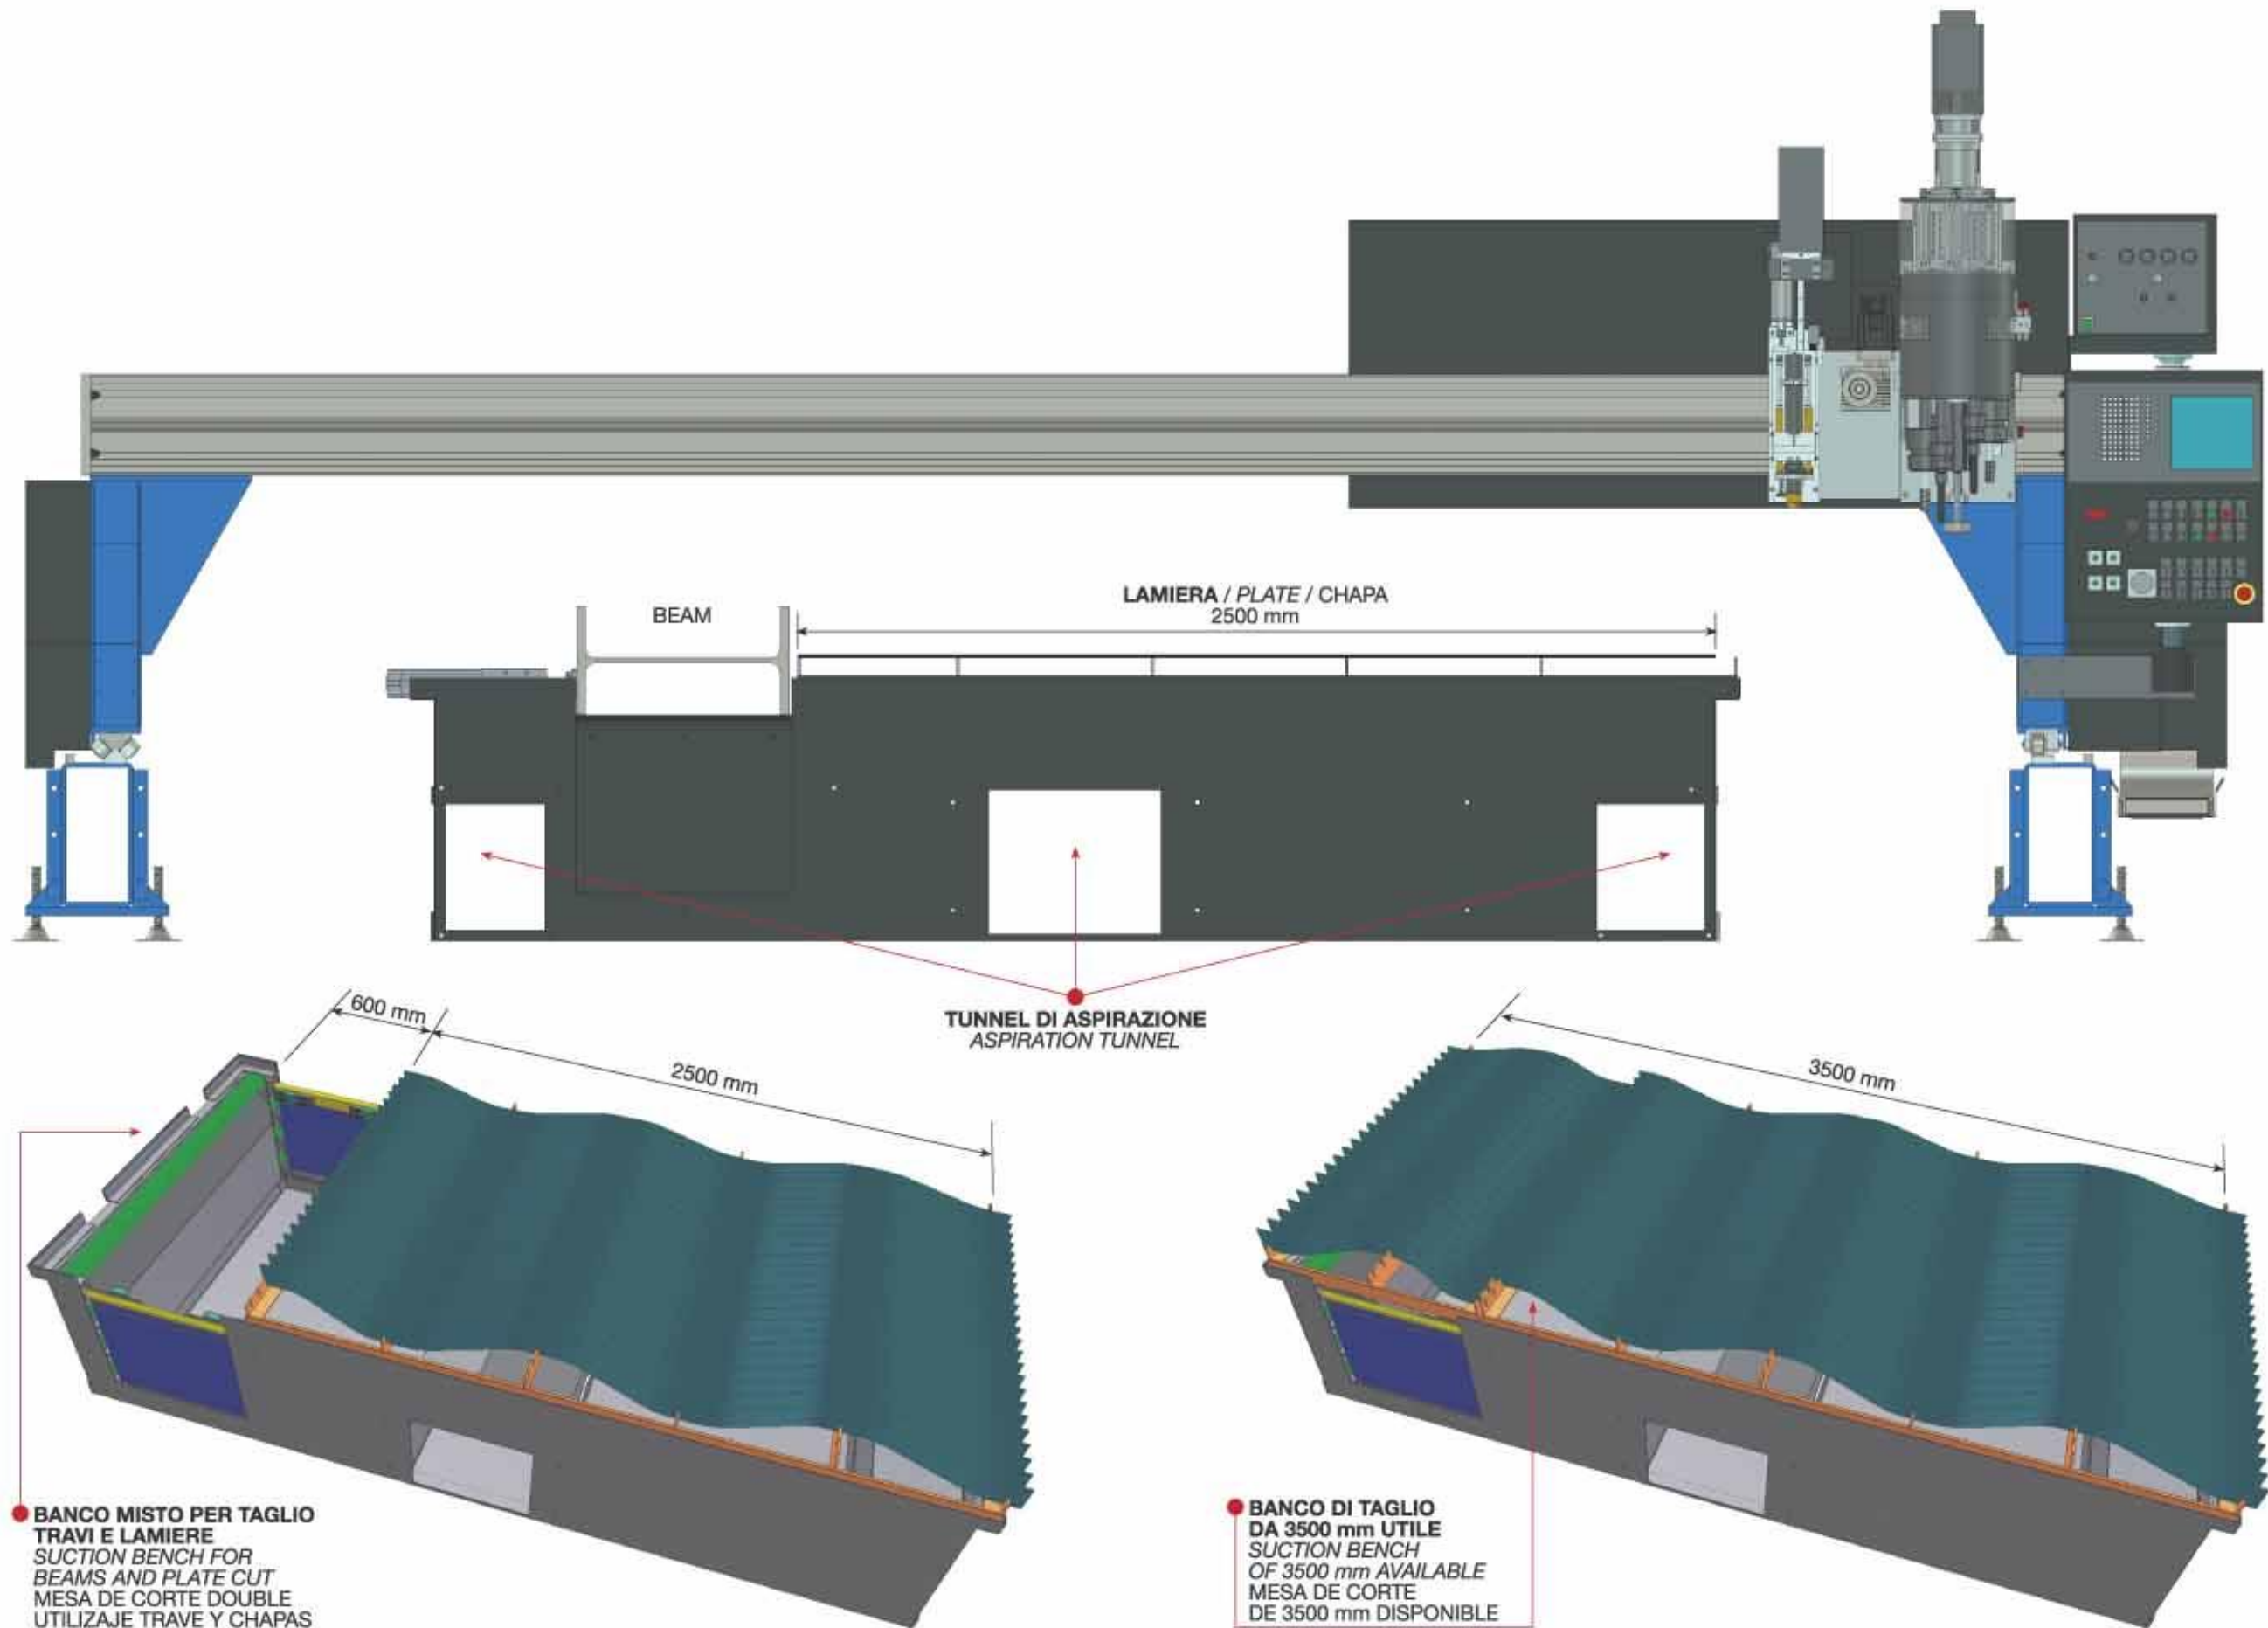 BEAM
LAMIERA / PLATE / CHAPA
2500 mm
TUNNEL DI ASPIRAZIONE
ASPIRATION TUNNEL
600 mm
2500 mm
3500 mm
BANCO MISTO PER TAGLIO
TRAVI E LAMIERE
SUCTION BENCH FOR
BEAMS AND PLATE CUT
MESA DE CORTE DOUBLE
UTILIZAJE TRAVE Y CHAPAS
BANCO DI TAGLIO
DA 3500 mm UTILE
SUCTION BENCH
OF 3500 mm AVAILABLE
MESA DE CORTE
DE 3500 mm DISPONIBLE